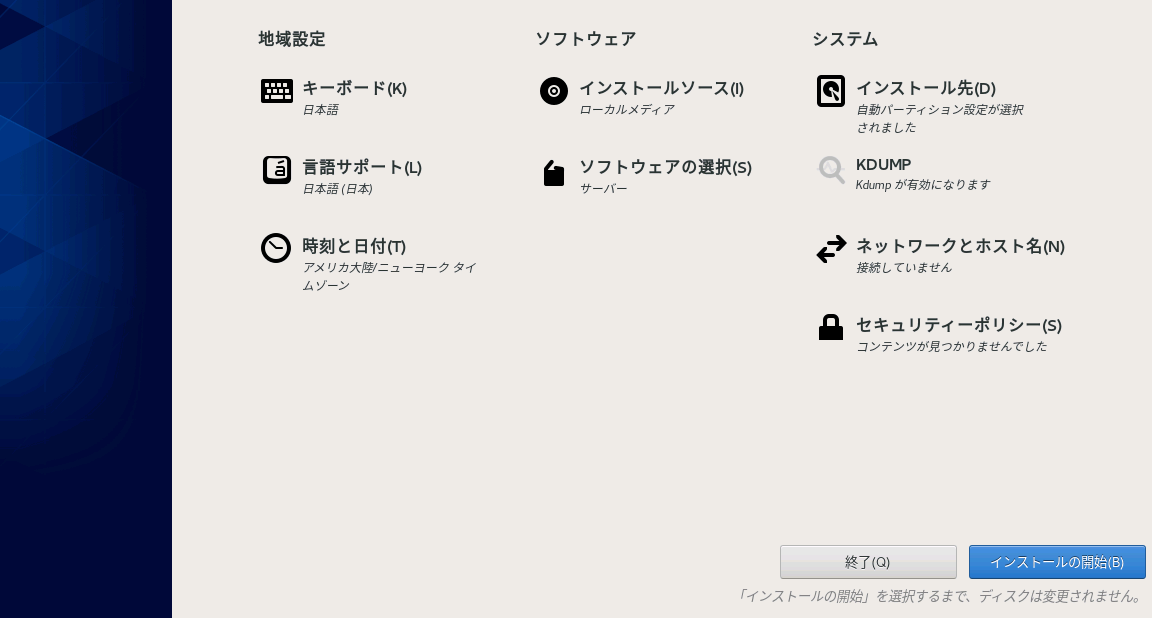 地域設定
キーボード(K)
日本語
言語サポート(L)
日本語 (日本)
時刻と日付(T)
アメリカ大陸/ニューヨーク タイ
ムゾーン
ソフトウェア
インストールソース(I)
ローカルメディア
ソフトウェアの選択(S)
サーバー
システム
インストール先(D)
自動パーティション設定が選択
されました
KDUMP
Kdump が有効になります
ネットワークとホスト名(N)
接続していません
セキュリティーポリシー(S)
コンテンツが見つかりませんでした
終了(Q)
インストールの開始(B)
「インストールの開始」を選択するまで、ディスクは変更されません。